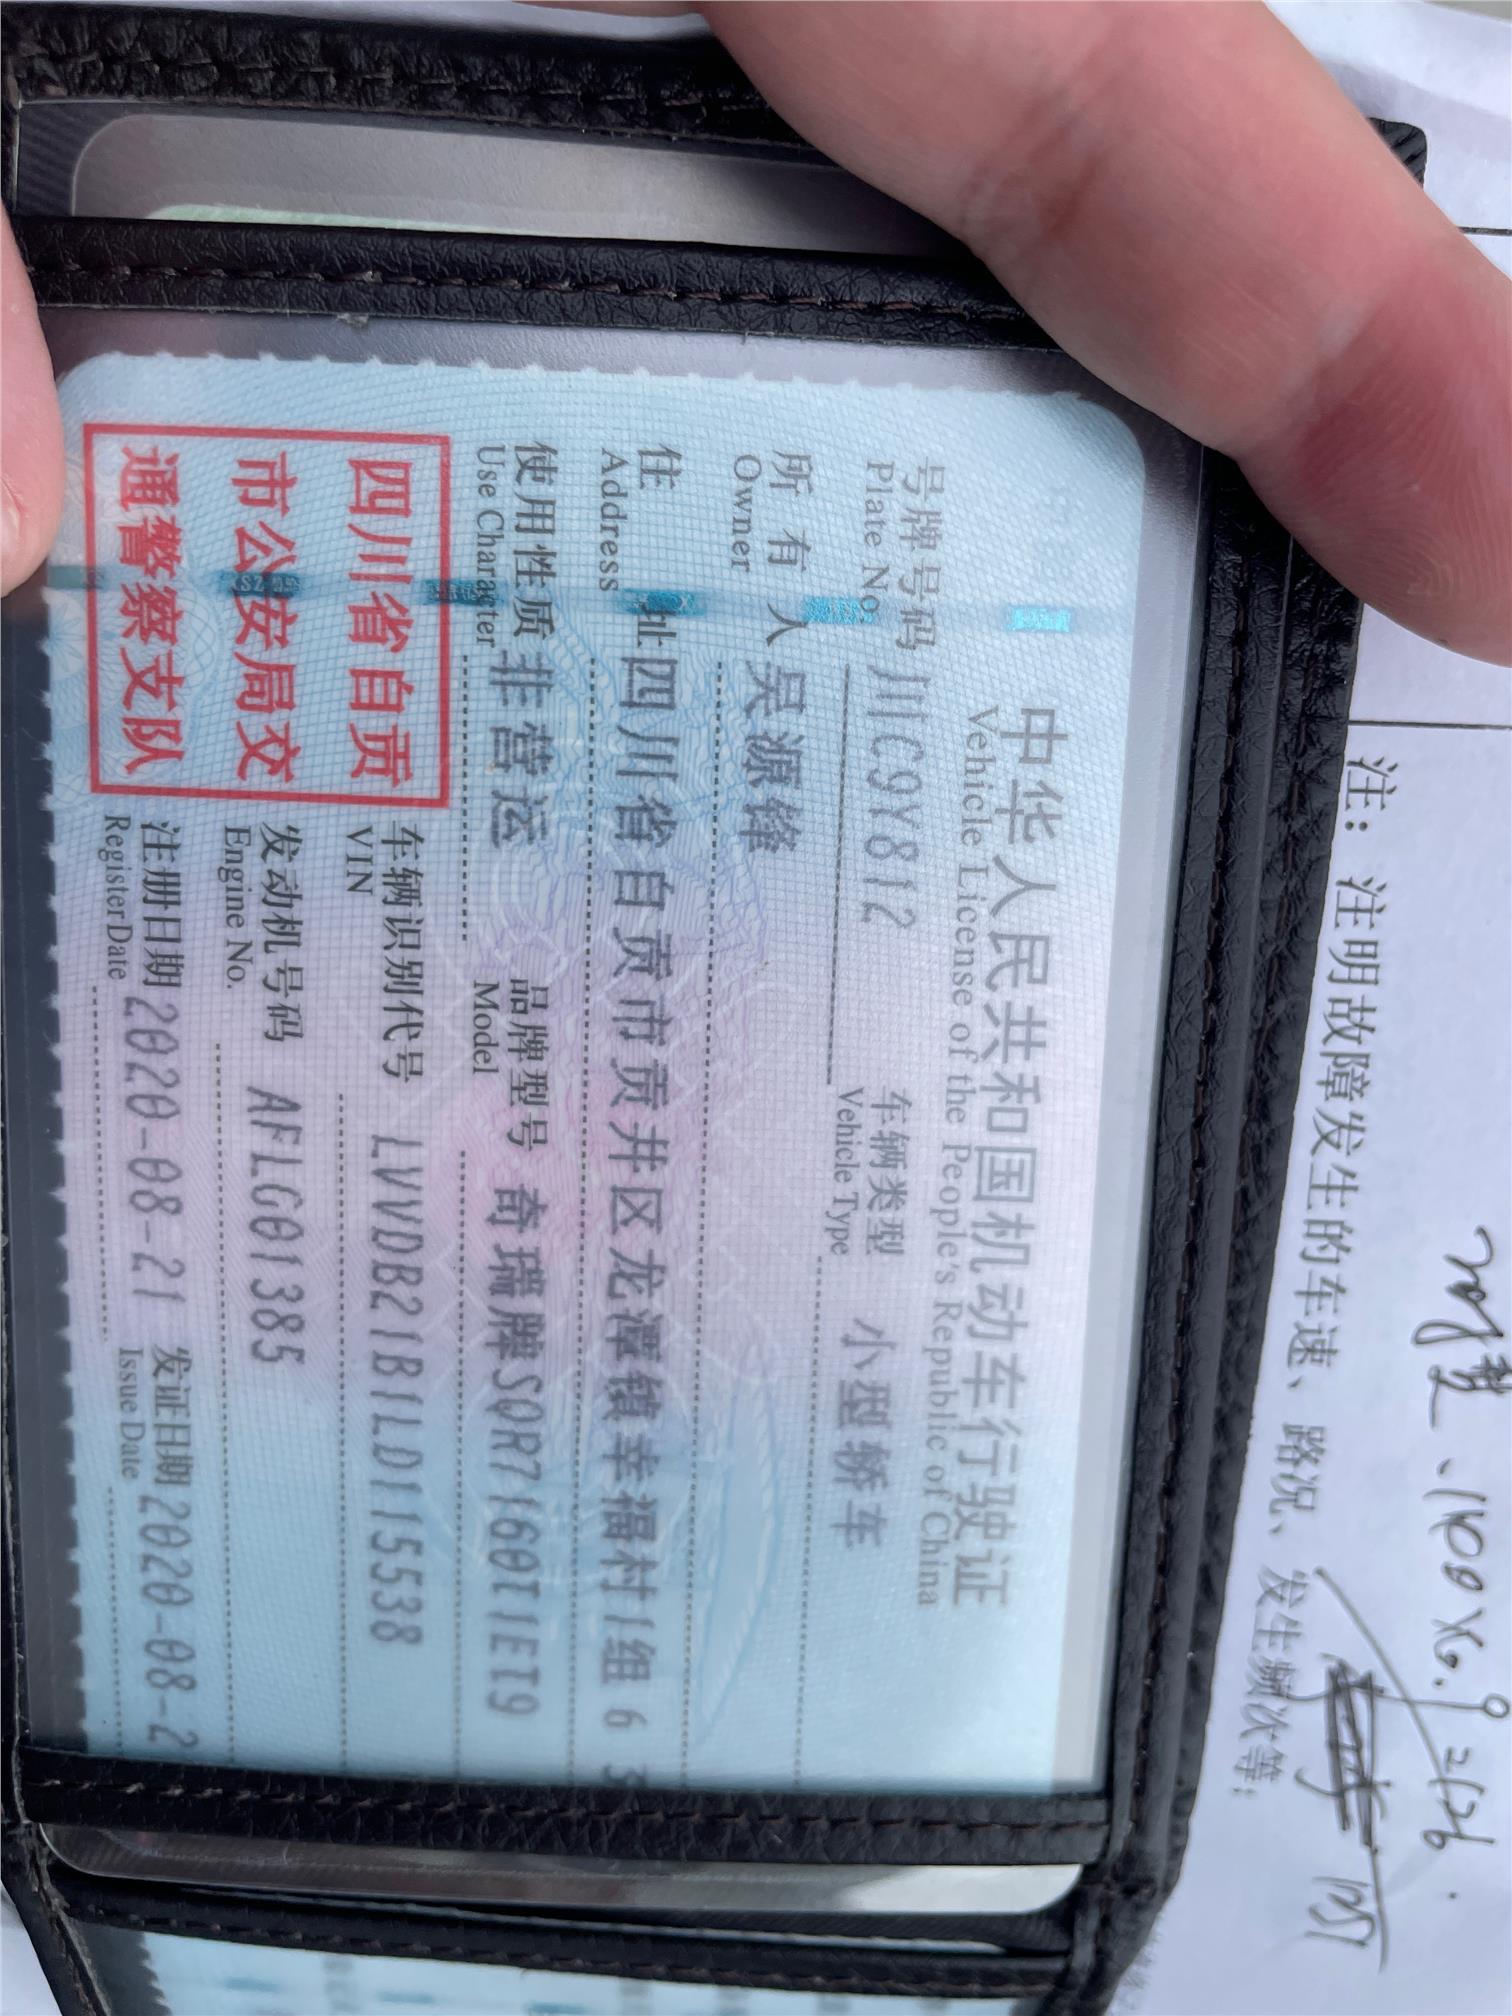 中华人民共和国机动车行驶证
Vehicle License of the People's Republic of China
号牌号码 川C9Y812 车辆类型 小型轿车
Plate No. Vehicle Type
所有人 吴源锋
Owner
住址 四川省自贡市贡井区龙潭镇幸福村1组6 3
Address
使用性质 非营运 品牌型号 奇瑞牌SQR7160T1ET9
Use Character Model
四川省自贡
市公安局交
通警察支队
车辆识别代号 LVVDB21B1LD115538
VIN
发动机号码 AFLG01385
Engine No.
注册日期 2020-08-21 发证日期 2020-08-2
Register Date Issue Date
注：注明故障发生的车速、路况、发生频次等：